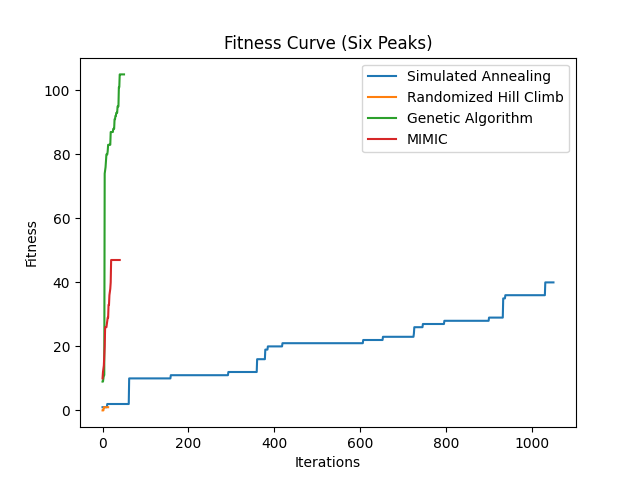 Fitness Curve (Six Peaks)
Simulated Annealing
Randomized Hill Climb
Genetic Algorithm
MIMIC
Fitness
100
80
60
40
20
0
0 200 400 600 800 1000
Iterations